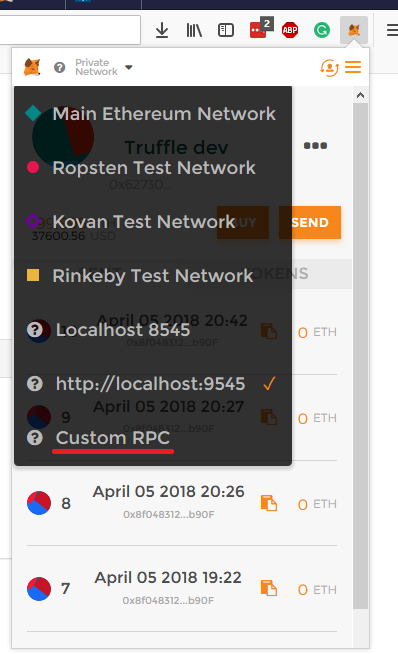 2
ABP
Private
Network
Main Ethereum Network
Truffle dev
Ropsten Test Network
0x62730...
Kovan Test Network
BUY
SEND
37600.56 USD
Rinkeby Test Network
TOKENS
April 05 2018 20:42
Localhost 8545
0x8f048312...b90F
0 ETH
http://localhost:9545
9
April 05 2018 20:27
0 ETH
Custom RPC
0x8f048312...b90F
8
April 05 2018 20:26
0x8f048312...b90F
0 ETH
7
April 05 2018 19:22
0x8f048312...b90F
0 ETH